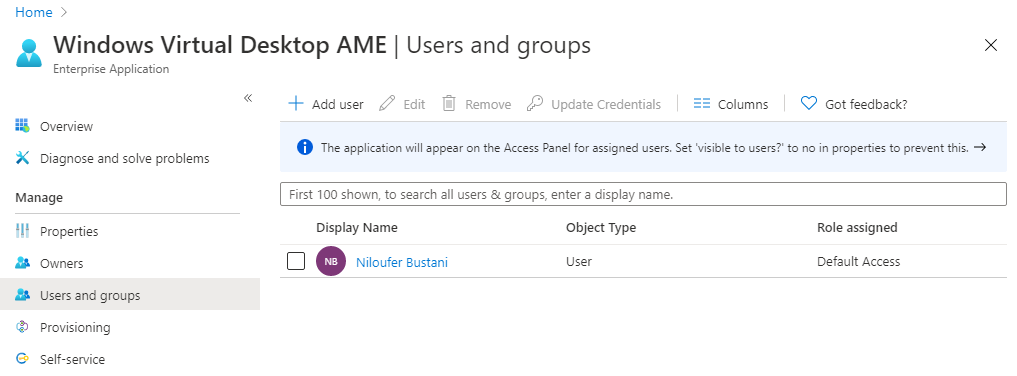 Home >
Windows Virtual Desktop AME | Users and groups
Enterprise Application
«
Overview
Diagnose and solve problems
Manage
Properties
Owners
Users and groups
Provisioning
Self-service
+ Add user Edit Remove Update Credentials Columns Got feedback?
The application will appear on the Access Panel for assigned users. Set 'visible to users?' to no in properties to prevent this. →
First 100 shown, to search all users & groups, enter a display name.
Display Name Object Type Role assigned
NB Niloufer Bustani User Default Access